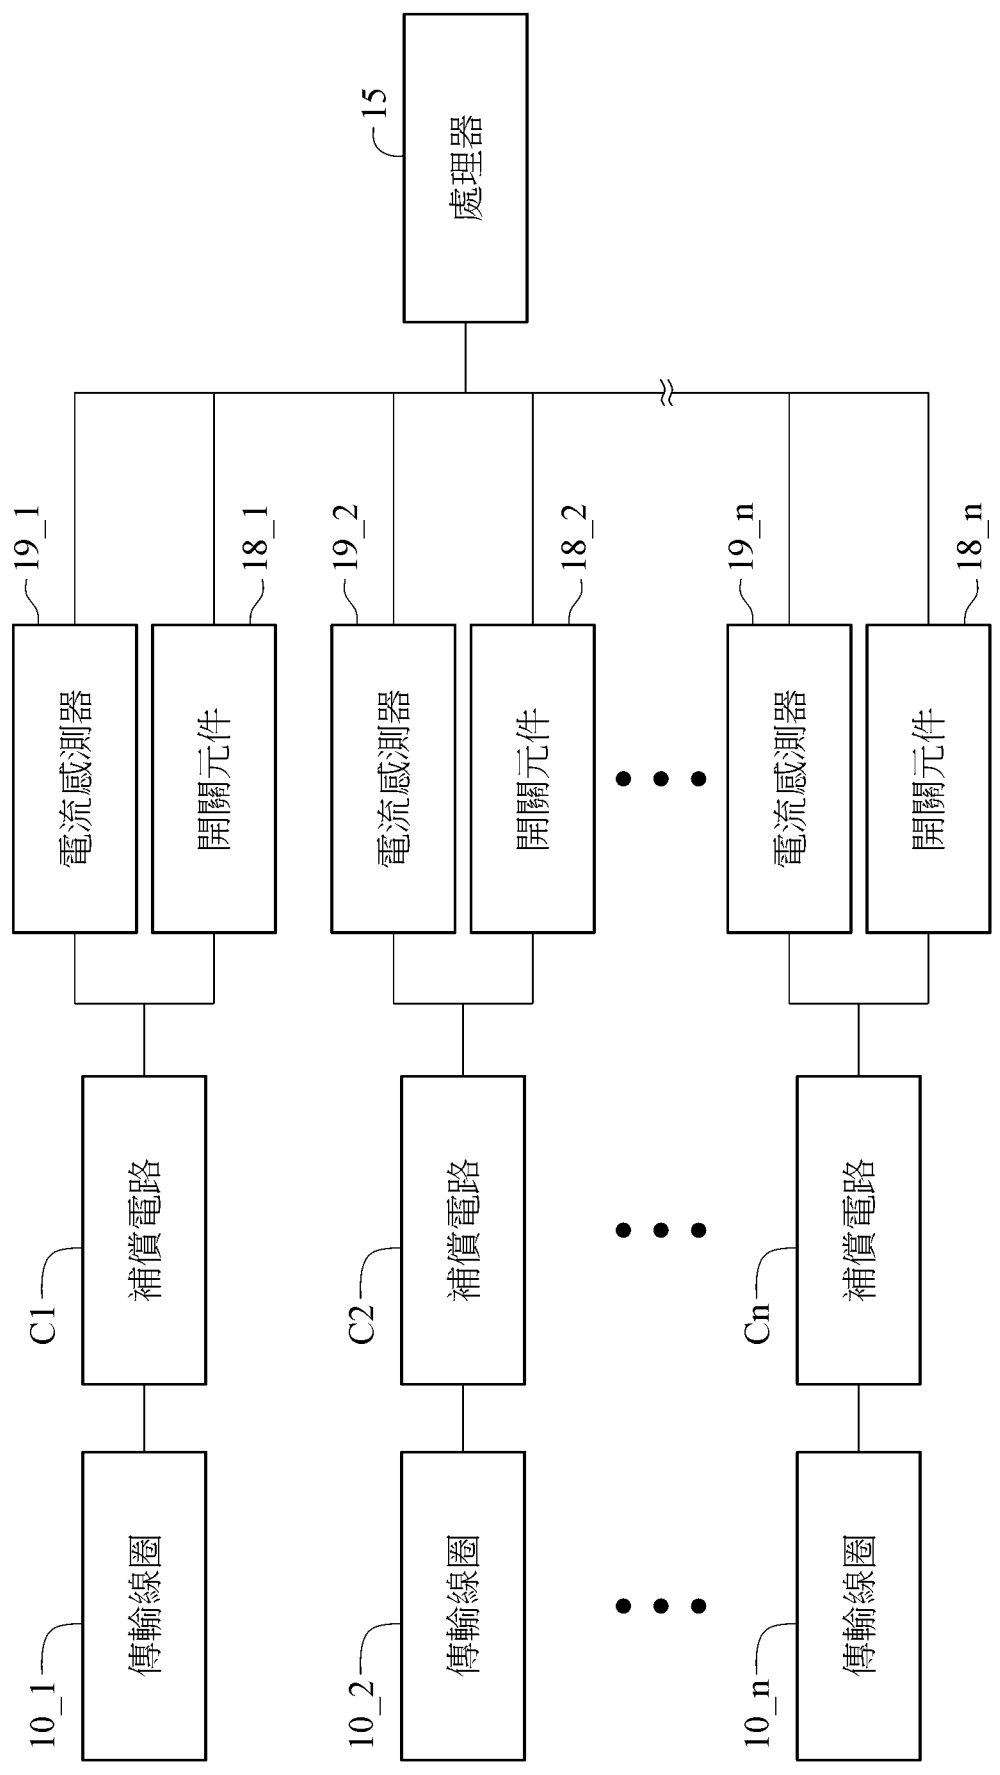 10_1
傳輸線圈
C1
補償電路
19_1
電流感測器
18_1
開關元件
10_2
傳輸線圈
C2
補償電路
19_2
電流感測器
18_2
開關元件
10_n
傳輸線圈
Cn
補償電路
19_n
電流感測器
18_n
開關元件
15
處理器